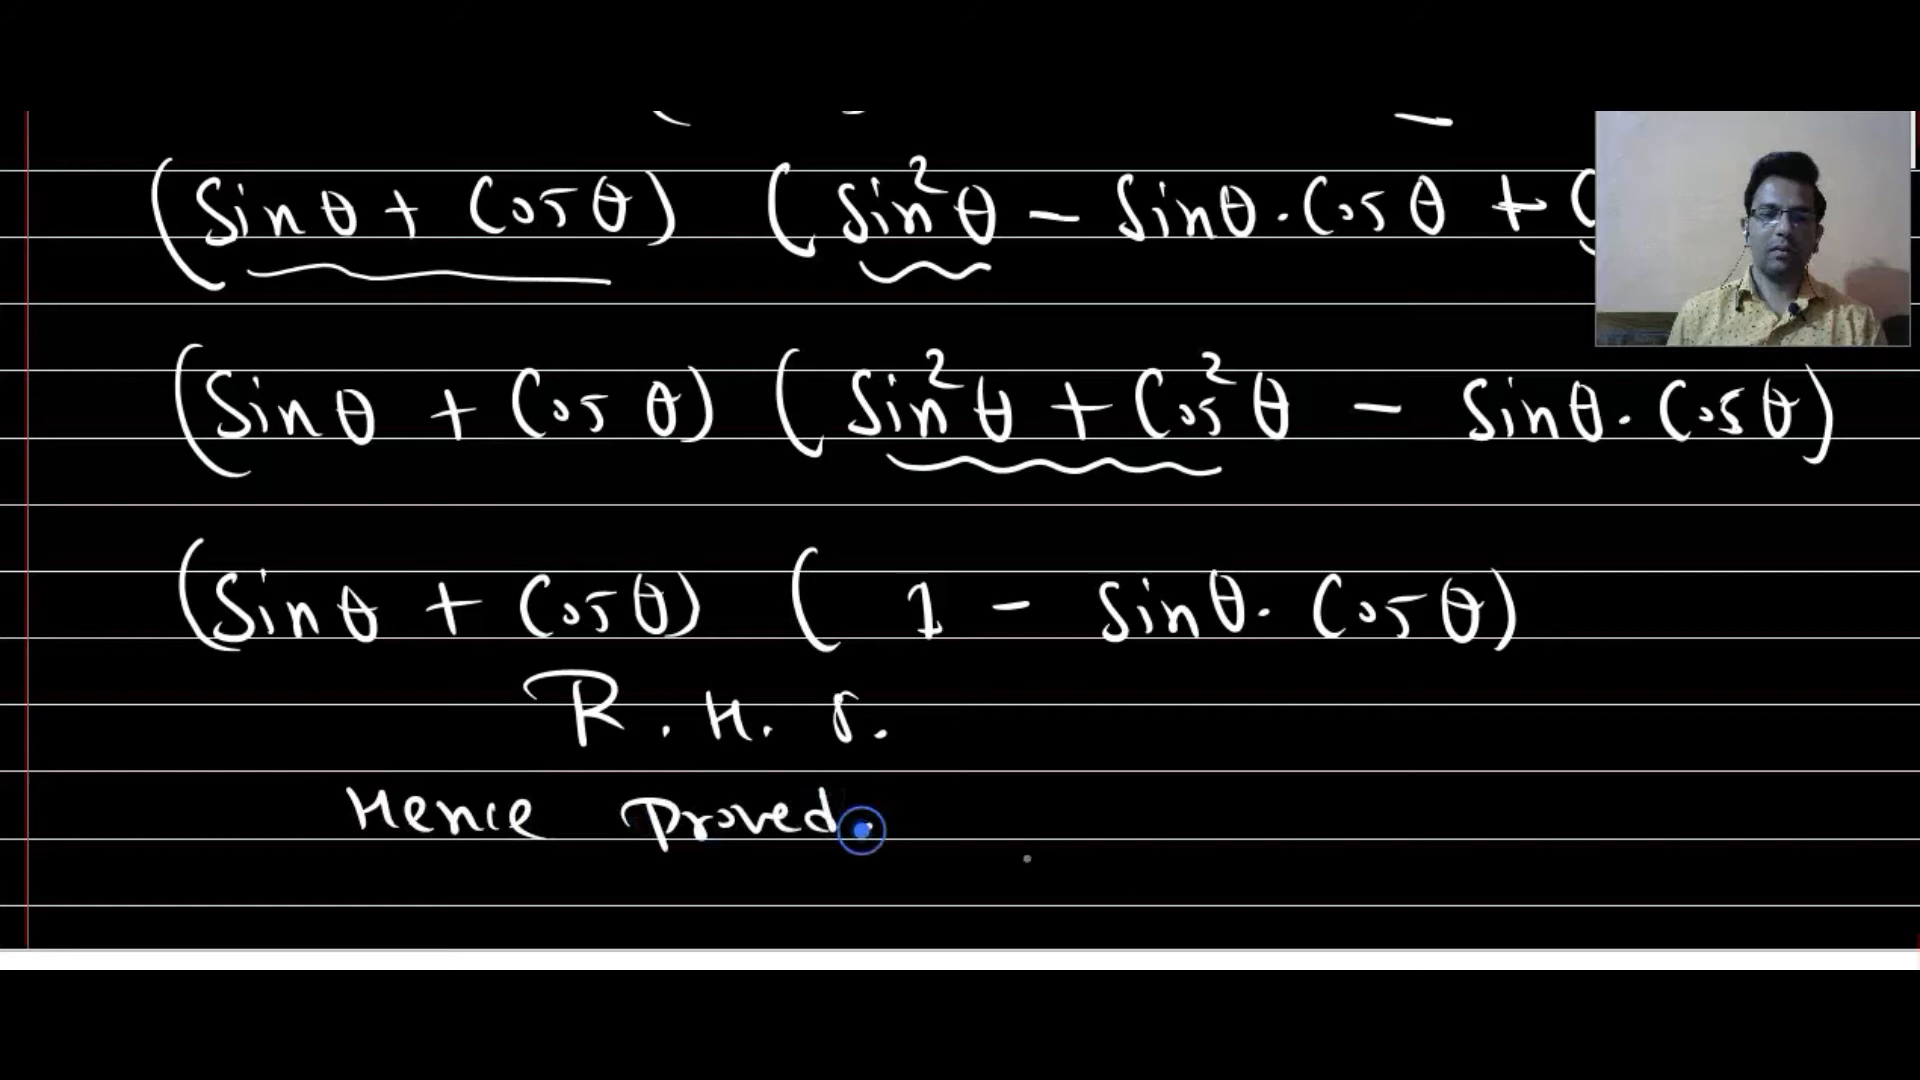 (Sinθ + Cosθ) (Sin²θ - Sinθ.Cosθ + C
(Sinθ + Cosθ) (Sin²θ + Cos²θ - Sinθ.Cosθ)
(Sinθ + Cosθ) ( 1 - Sinθ.Cosθ)
R.H.S.
Hence Proved.